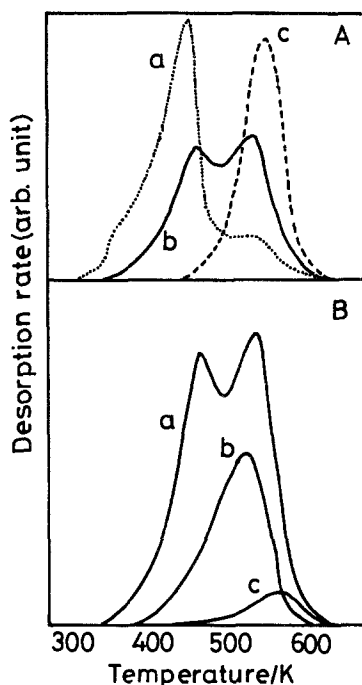 A
a
c
b
B
a
b
c
Desorption rate (arb. unit)
300 400 500 600
Temperature/K